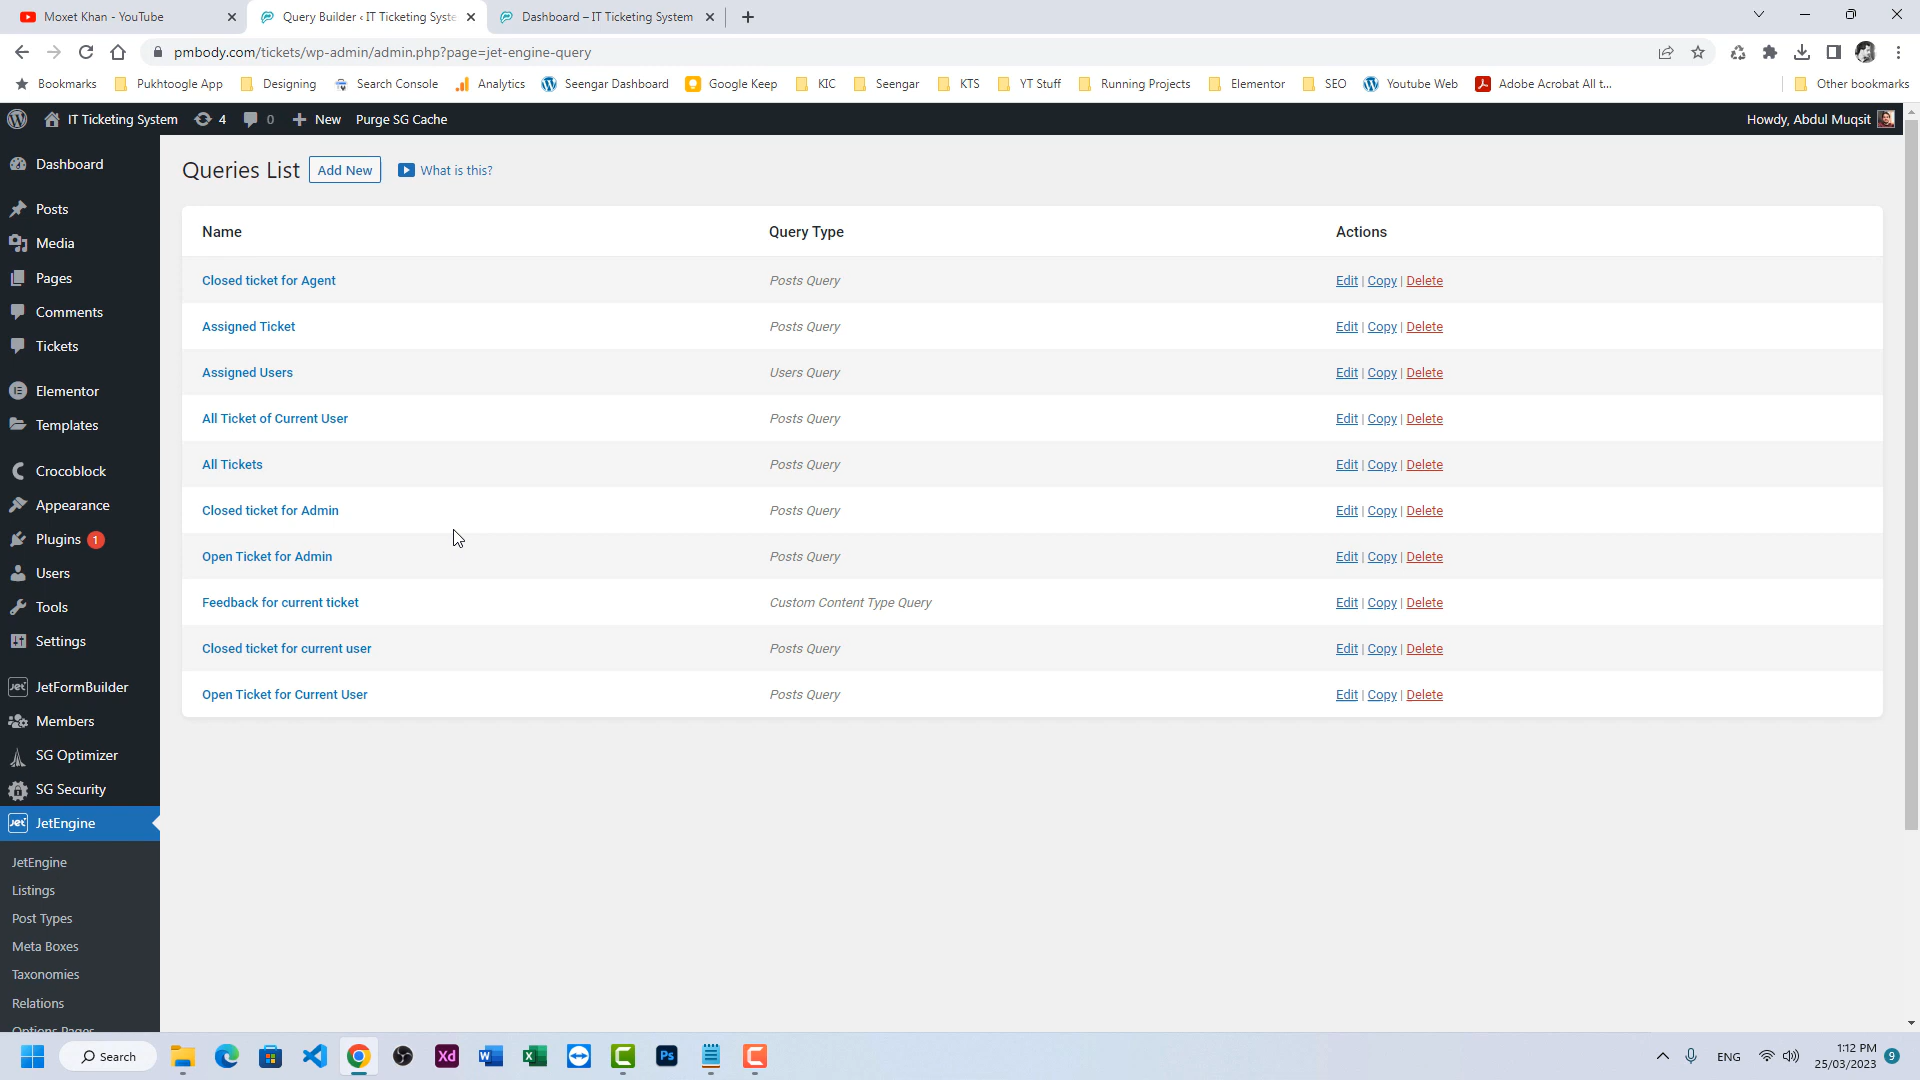 Moxet Khan - YouTube
Query Builder ‹ IT Ticketing Syste
Dashboard – IT Ticketing System
pmbody.com/tickets/wp-admin/admin.php?page=jet-engine-query
Bookmarks
Pukhtoogle App
Designing
Search Console
Analytics
Seengar Dashboard
Google Keep
KIC
Seengar
KTS
YT Stuff
Running Projects
Elementor
SEO
Youtube Web
Adobe Acrobat All t...
Other bookmarks
IT Ticketing System
4
0
New
Purge SG Cache
Howdy, Abdul Muqsit
Dashboard
Posts
Media
Pages
Comments
Tickets
Elementor
Templates
Crocoblock
Appearance
Plugins 1
Users
Tools
Settings
JetFormBuilder
Members
SG Optimizer
SG Security
JetEngine
JetEngine
Listings
Post Types
Meta Boxes
Taxonomies
Relations
Options Pages
Queries List
Add New
What is this?
Name Query Type Actions
Closed ticket for Agent Posts Query Edit | Copy | Delete
Assigned Ticket Posts Query Edit | Copy | Delete
Assigned Users Users Query Edit | Copy | Delete
All Ticket of Current User Posts Query Edit | Copy | Delete
All Tickets Posts Query Edit | Copy | Delete
Closed ticket for Admin Posts Query Edit | Copy | Delete
Open Ticket for Admin Posts Query Edit | Copy | Delete
Feedback for current ticket Custom Content Type Query Edit | Copy | Delete
Closed ticket for current user Posts Query Edit | Copy | Delete
Open Ticket for Current User Posts Query Edit | Copy | Delete
Search
Xd
Ps
ENG
1:12 PM
25/03/2023
9